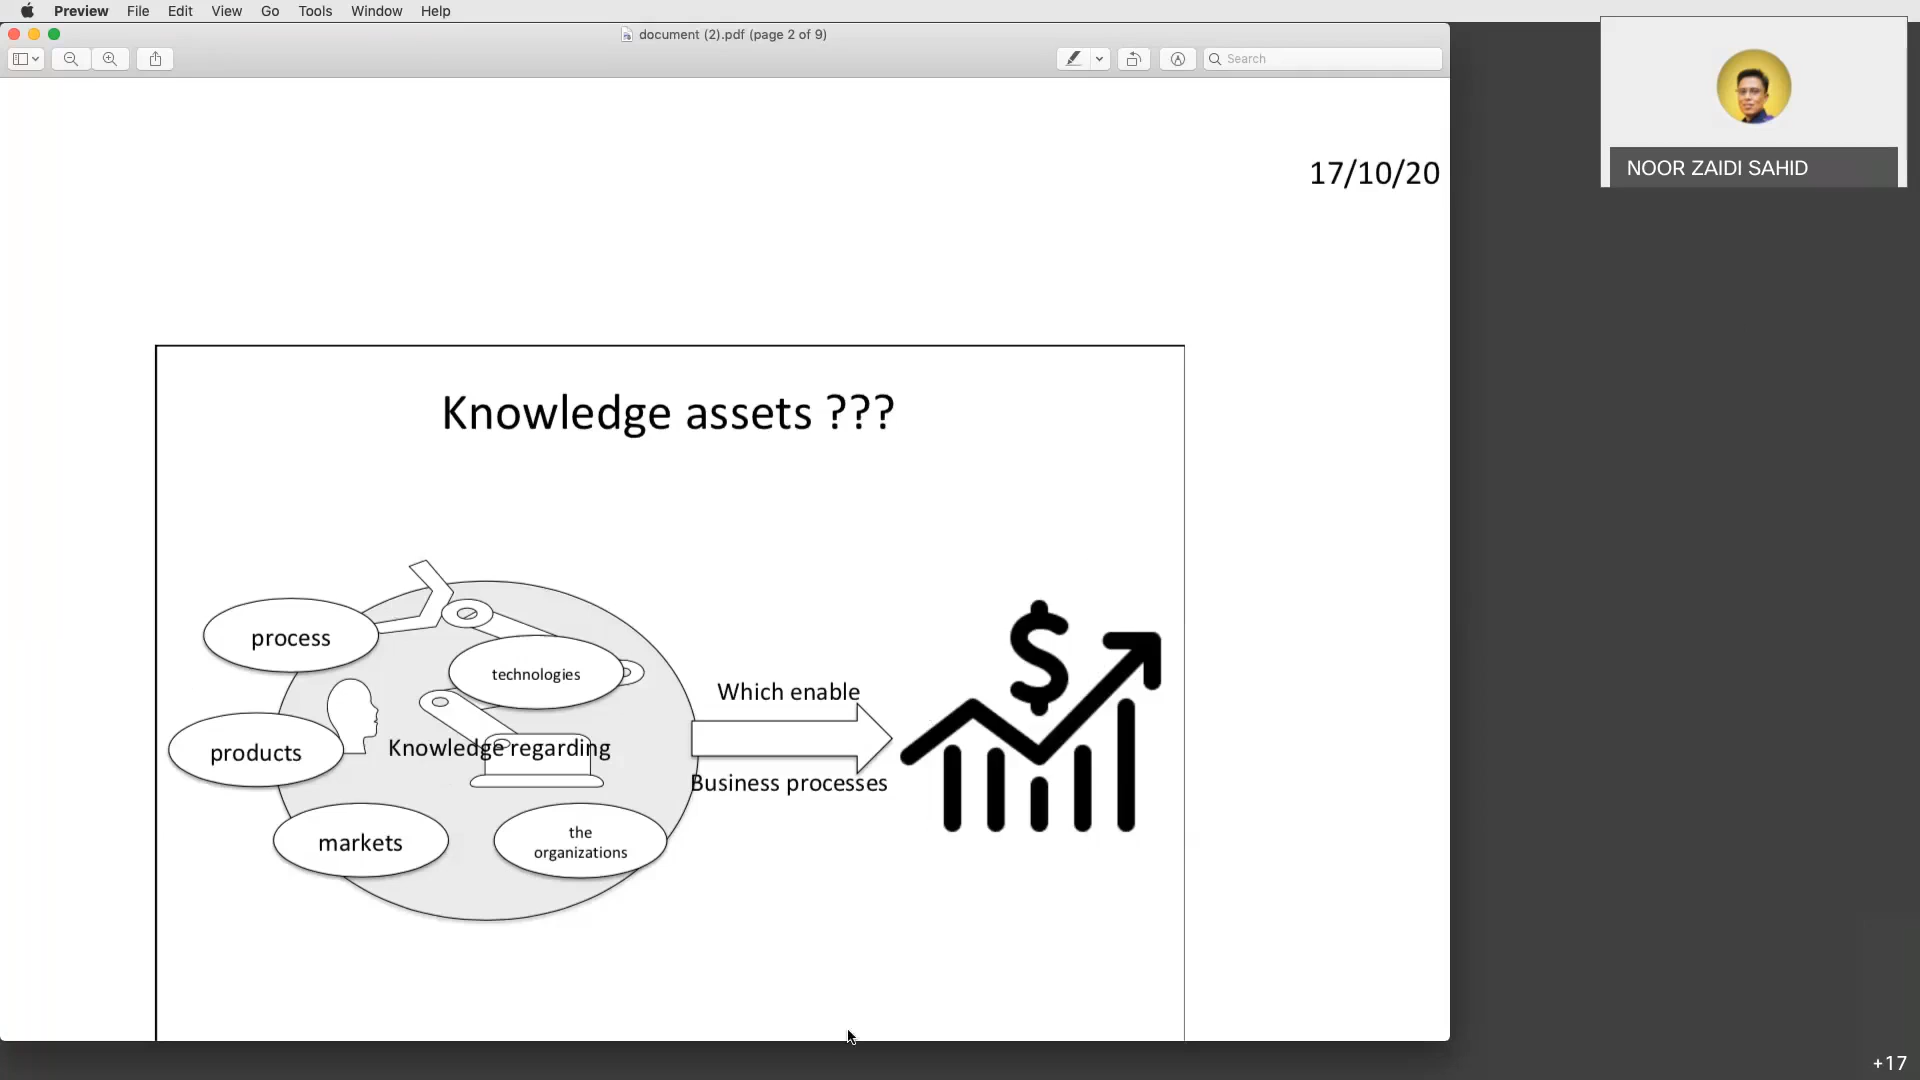 Preview File Edit View Go Tools Window Help
document (2).pdf (page 2 of 9)
Search
NOOR ZAIDI SAHID
17/10/20
Knowledge assets ???
process
technologies
Which enable
products
Knowledge regarding
Business processes
markets
the
organizations
+17